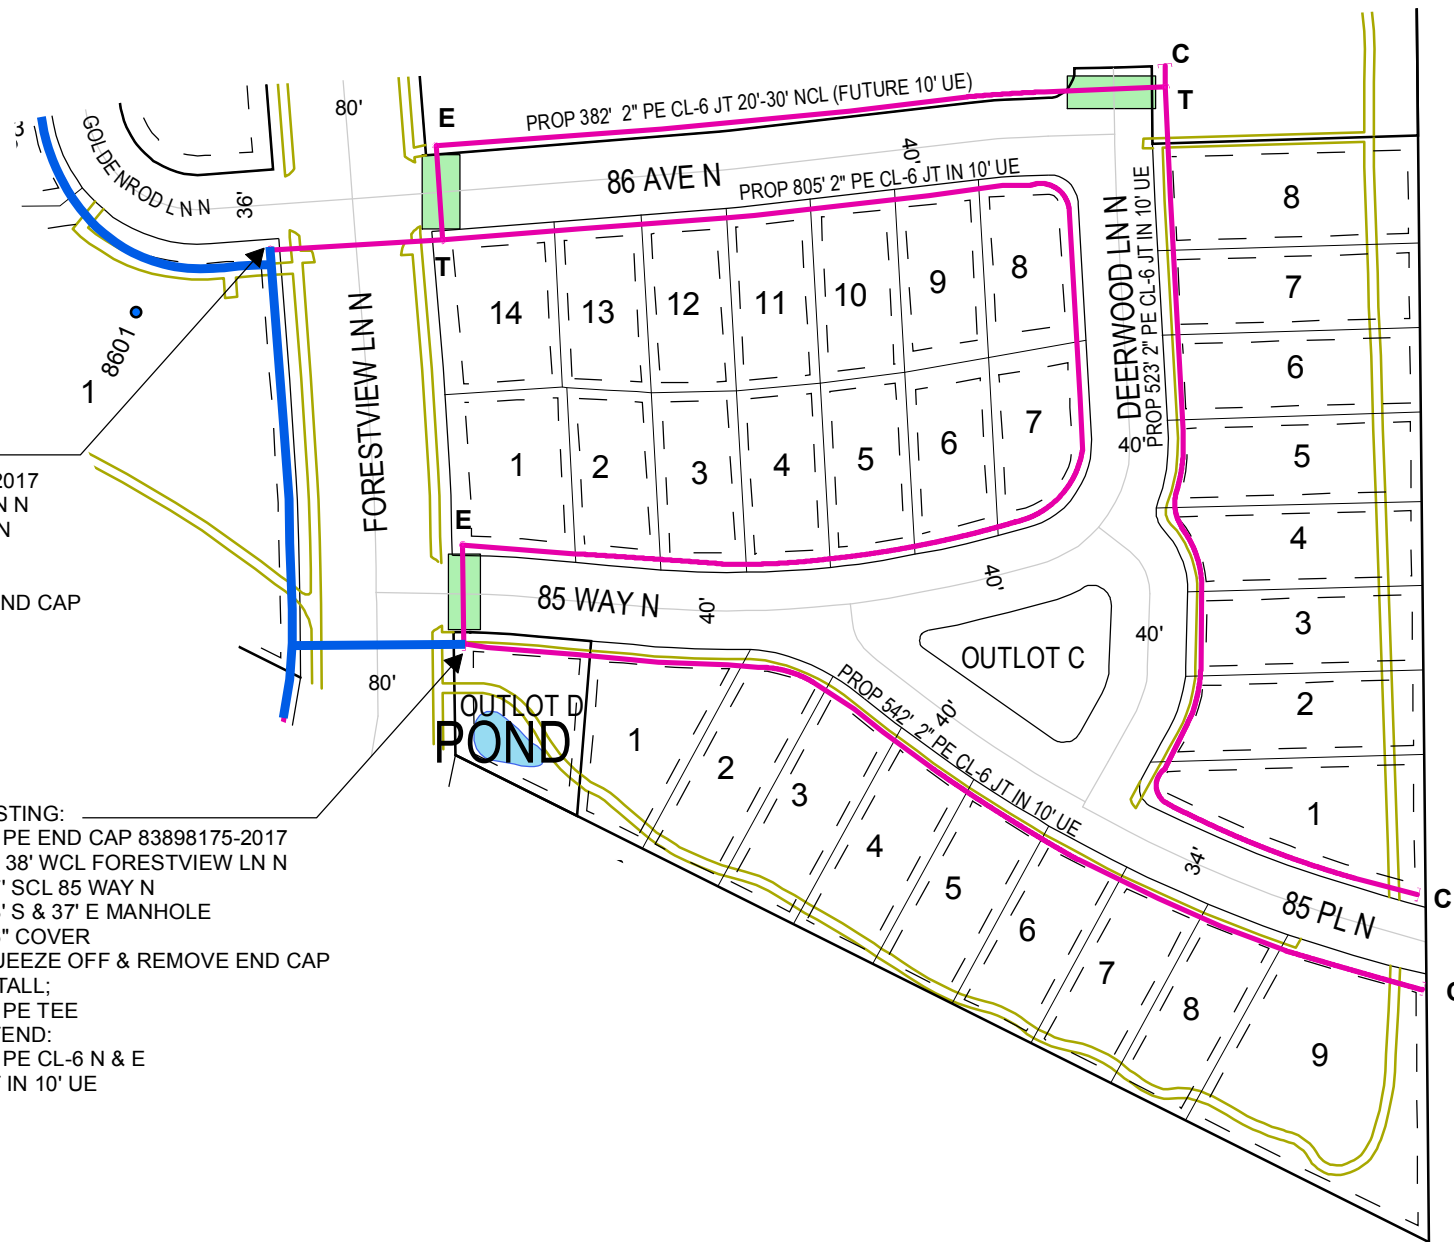 C
T
E
PROP 382' 2" PE CL-6 JT 20'-30' NCL (FUTURE 10' UE)
80'
GOLDENROD LN N
36'
86 AVE N
40'
PROP 805' 2" PE CL-6 JT IN 10' UE
DEERWOOD LN N
PROP 523' 2" PE CL-6 JT IN 10' UE
40'
T
8
7
6
5
4
3
2
1
14
13
12
11
10
9
8
1
2
3
4
5
6
7
FORESTVIEW LN N
8601
1
2017
N N
N
END CAP
E
85 WAY N
40'
40'
40'
OUTLOT C
80'
OUTLOT D
POND
PROP 542' 2" PE CL-6 JT IN 10' UE
40'
34'
85 PL N
C
1
2
3
4
5
6
7
8
9
STING:
PE END CAP 83898175-2017
38' WCL FORESTVIEW LN N
' SCL 85 WAY N
' S & 37' E MANHOLE
" COVER
UEEZE OFF & REMOVE END CAP
TALL;
PE TEE
END:
PE CL-6 N & E
IN 10' UE